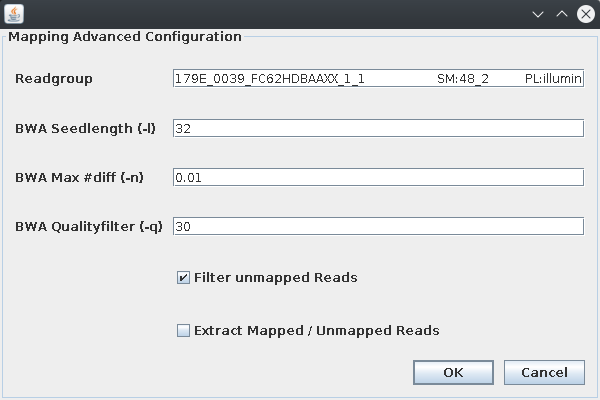 Mapping Advanced Configuration
Readgroup 179E_0039_FC62HDBAAXX_1_1 SM:48_2 PL:illumin
BWA Seedlength (-l) 32
BWA Max #diff (-n) 0.01
BWA Qualityfilter (-q) 30
Filter unmapped Reads
Extract Mapped / Unmapped Reads
OK Cancel